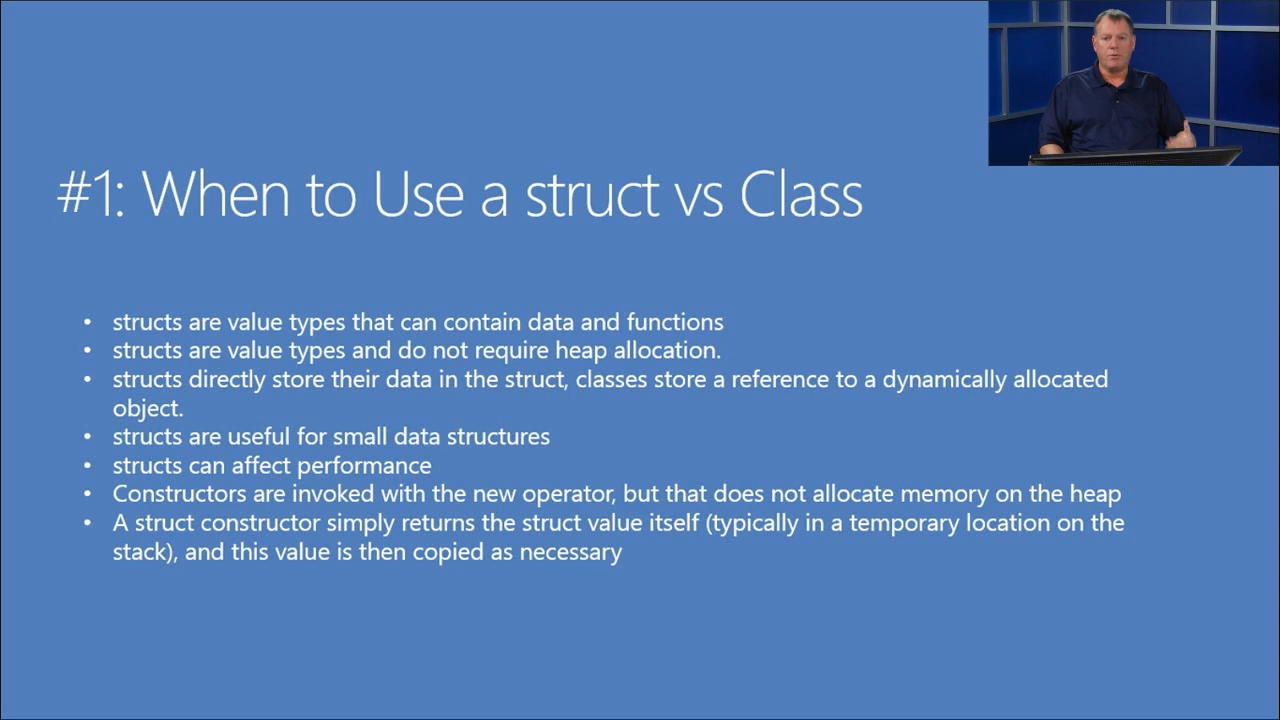 #1: When to Use a struct vs Class
• structs are value types that can contain data and functions
• structs are value types and do not require heap allocation.
• structs directly store their data in the struct, classes store a reference to a dynamically allocated
object.
• structs are useful for small data structures
• structs can affect performance
• Constructors are invoked with the new operator, but that does not allocate memory on the heap
• A struct constructor simply returns the struct value itself (typically in a temporary location on the
stack), and this value is then copied as necessary